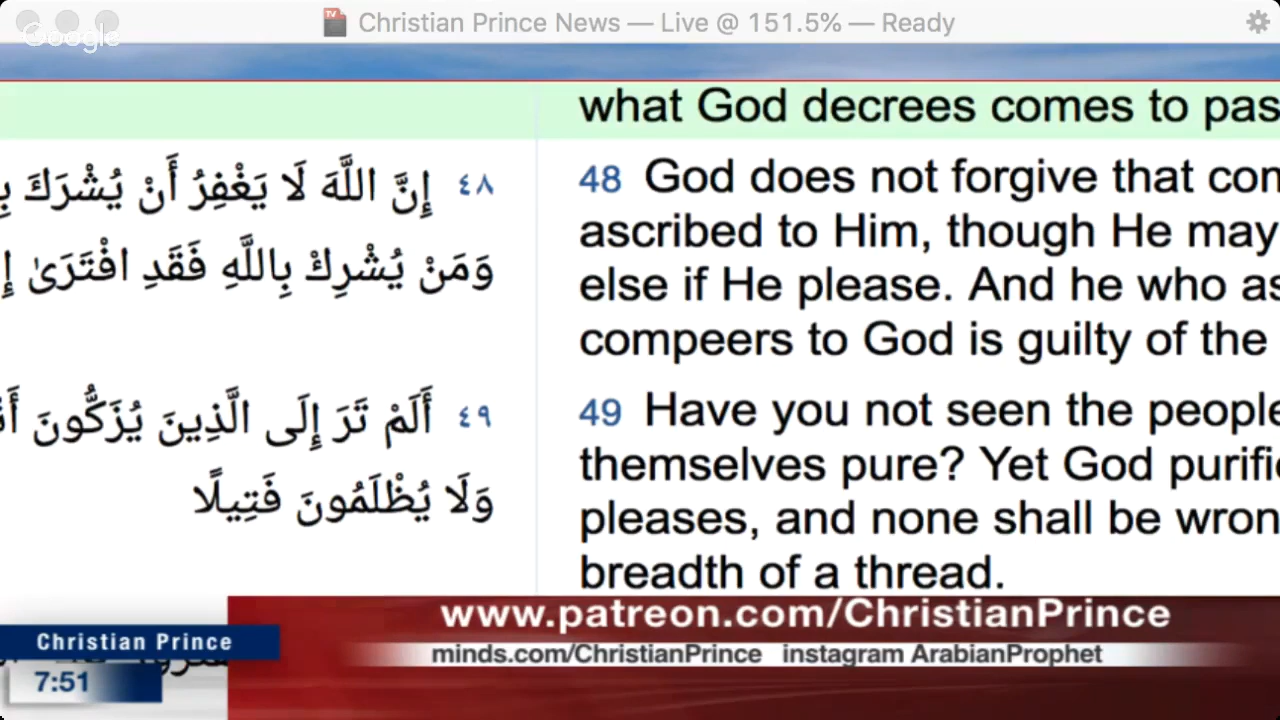 Google
TV
Christian Prince News — Live @ 151.5% — Ready
what God decrees comes to pas
٤٨ إِنَّ اللَّهَ لَا يَغْفِرُ أَنْ يُشْرَكَ
وَمَنْ يُشْرِكْ بِاللَّهِ فَقَدِ افْتَرَىٰ
48 God does not forgive that com
ascribed to Him, though He may
else if He please. And he who as
compeers to God is guilty of the
٤٩ أَلَمْ تَرَ إِلَى الَّذِينَ يُزَكُّونَ
وَلَا يُظْلَمُونَ فَتِيلًا
49 Have you not seen the people
themselves pure? Yet God purifi
pleases, and none shall be wron
breadth of a thread.
www.patreon.com/ChristianPrince
Christian Prince
minds.com/ChristianPrince instagram ArabianProphet
7:51